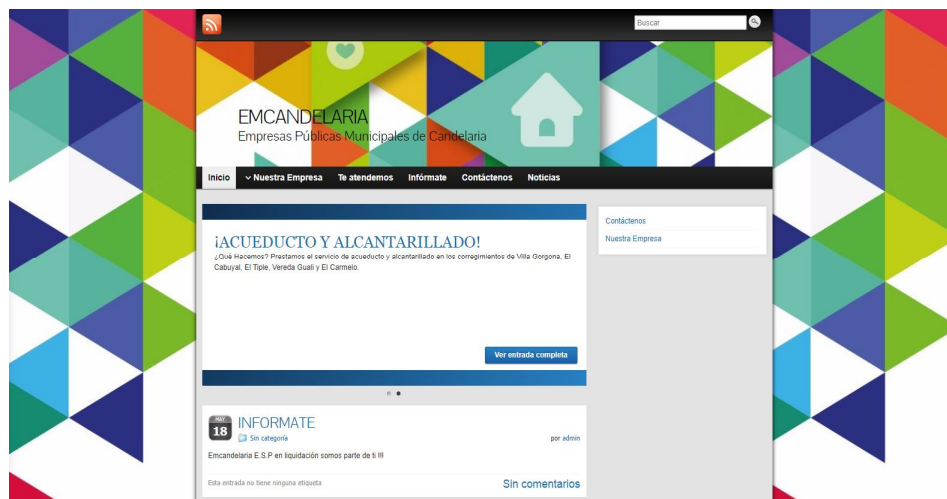 Buscar
EMCANDELARIA
Empresas Públicas Municipales de Candelaria
Inicio Nuestra Empresa Te atendemos Infórmate Contáctenos Noticias
¡ACUEDUCTO Y ALCANTARILLADO!
¿Qué Hacemos? Prestamos el servicio de acueducto y alcantarillado en los corregimientos de Villa Gorgona, El
Cabuyal, El Tiple, Vereda Guali y El Carmelo.
Ver entrada completa
Contáctenos
Nuestra Empresa
MAY
18
INFORMATE
Sin categoría
por admin
Emcandelaria E.S.P en liquidación somos parte de ti !!!
Esta entrada no tiene ninguna etiqueta
Sin comentarios